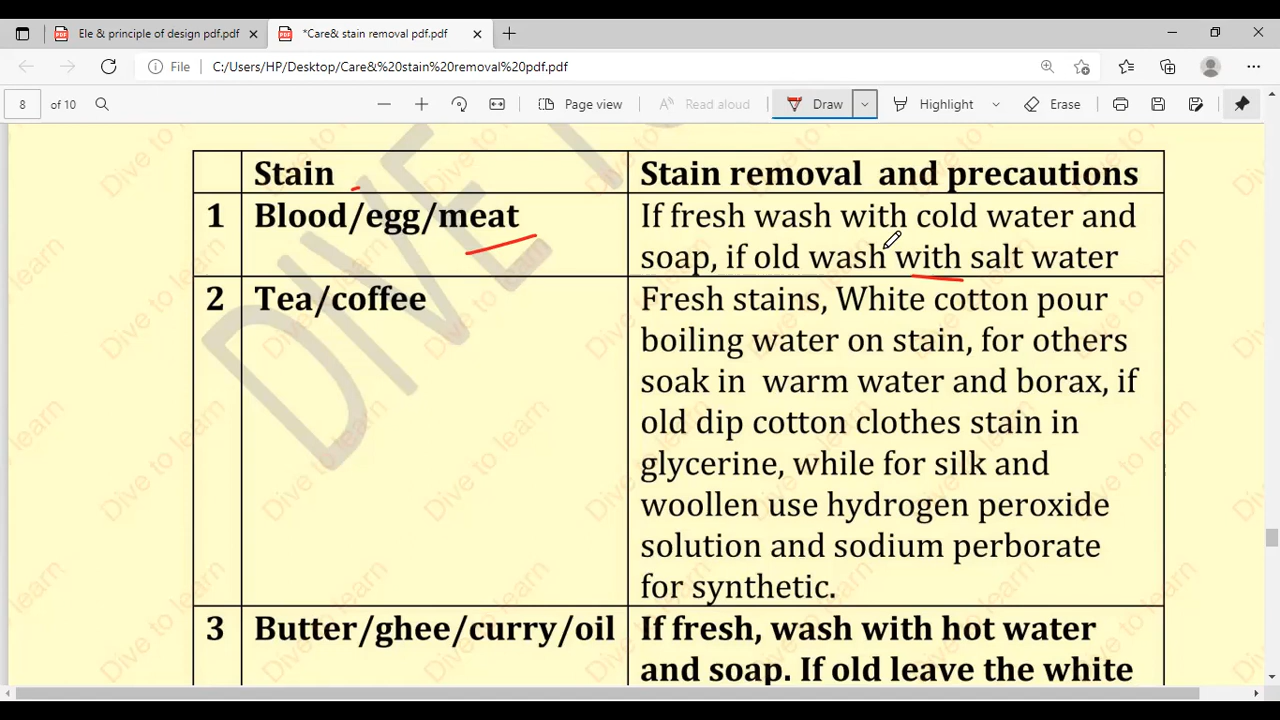 Ele & principle of design pdf.pdf
*Care& stain removal pdf.pdf
File
C:/Users/HP/Desktop/Care&%20stain%20removal%20pdf.pdf
8 of 10
Page view
Read aloud
Draw
Highlight
Erase
Stain
Stain removal and precautions
1
Blood/egg/meat
If fresh wash with cold water and
soap, if old wash with salt water
2
Tea/coffee
Fresh stains, White cotton pour
boiling water on stain, for others
soak in warm water and borax, if
old dip cotton clothes stain in
glycerine, while for silk and
woollen use hydrogen peroxide
solution and sodium perborate
for synthetic.
3
Butter/ghee/curry/oil
If fresh, wash with hot water
and soap. If old leave the white
DIVE
Dive to learn